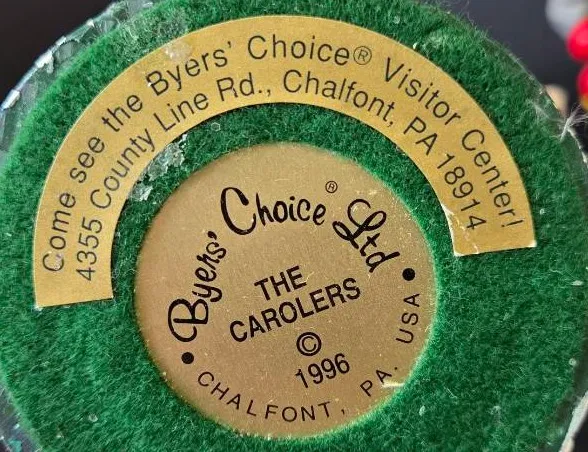 Come see the Byers' Choice® Visitor Center!
4355 County Line Rd., Chalfont, PA 18914
Byers' Choice® Ltd
THE
CAROLERS
©
1996
CHALFONT, PA. USA